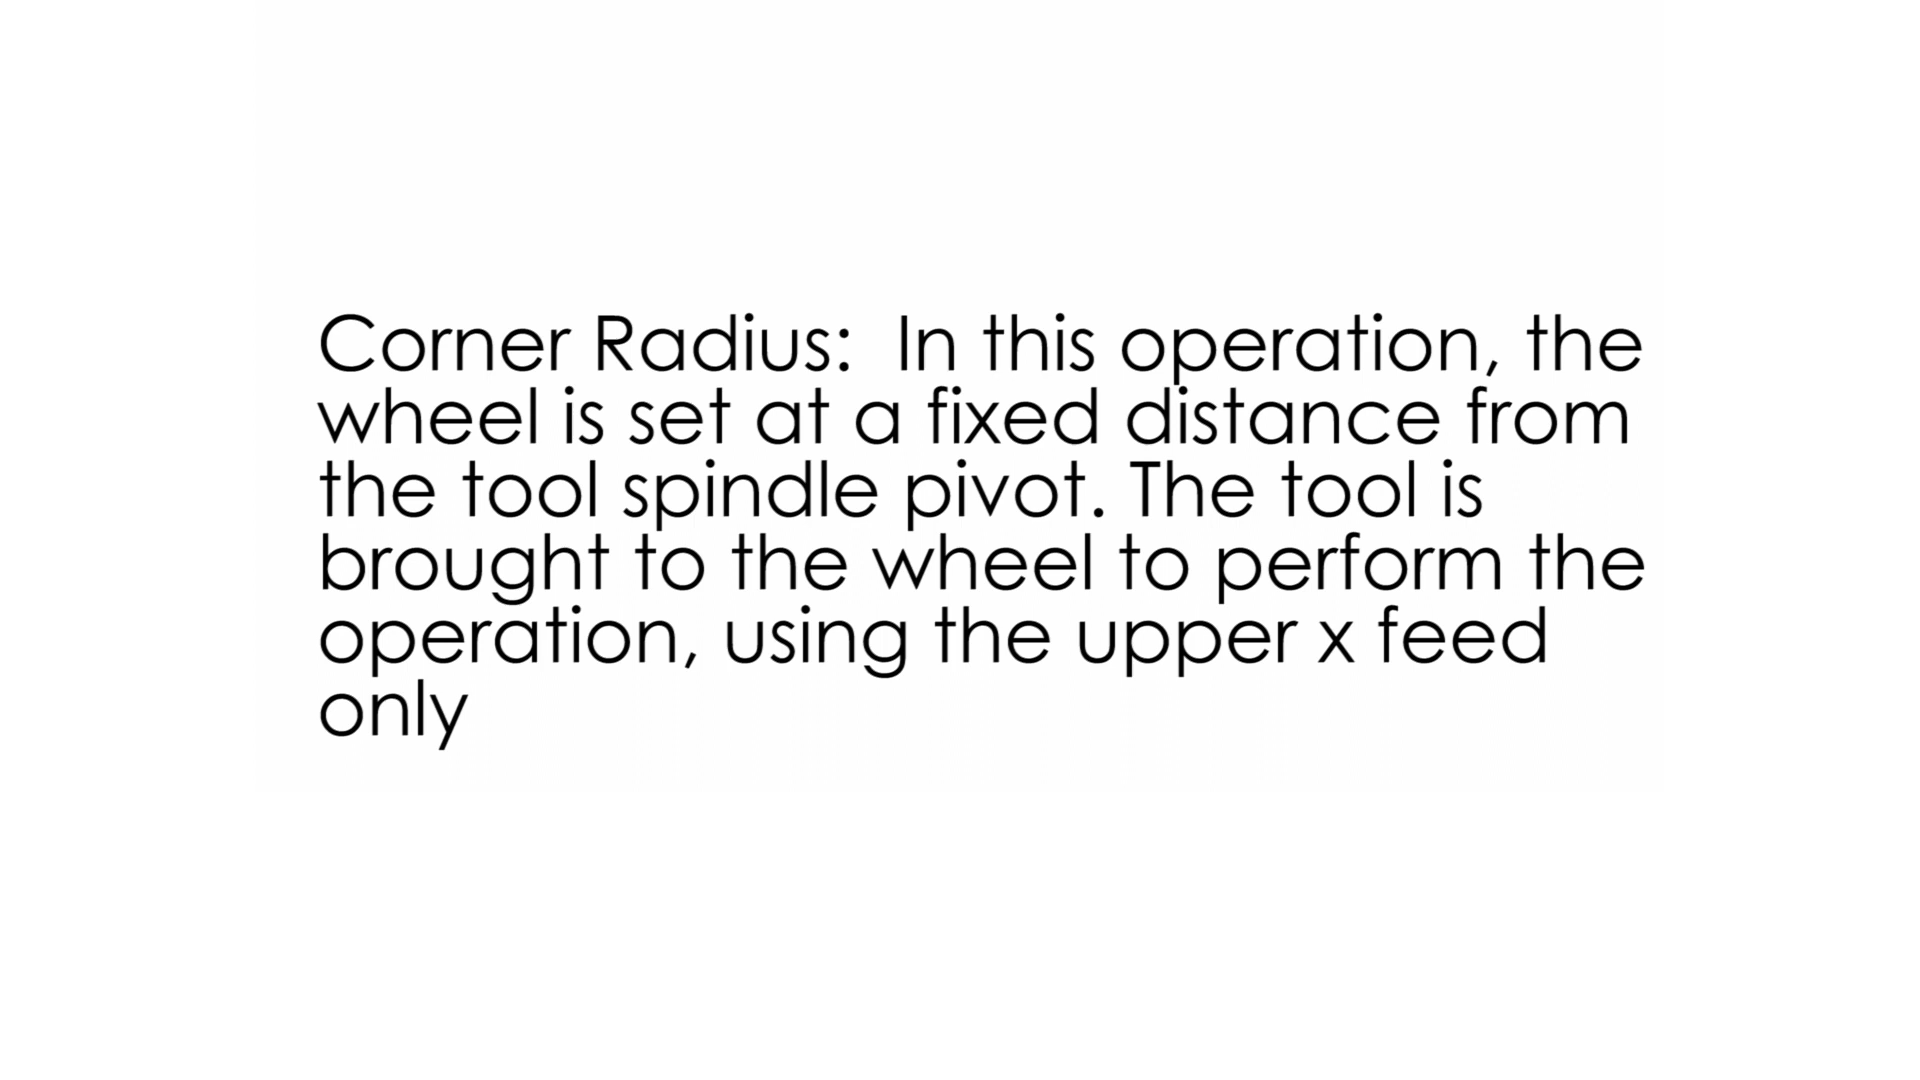 Corner Radius:  In this operation, the
wheel is set at a fixed distance from
the tool spindle pivot. The tool is
brought to the wheel to perform the
operation, using the upper x feed
only